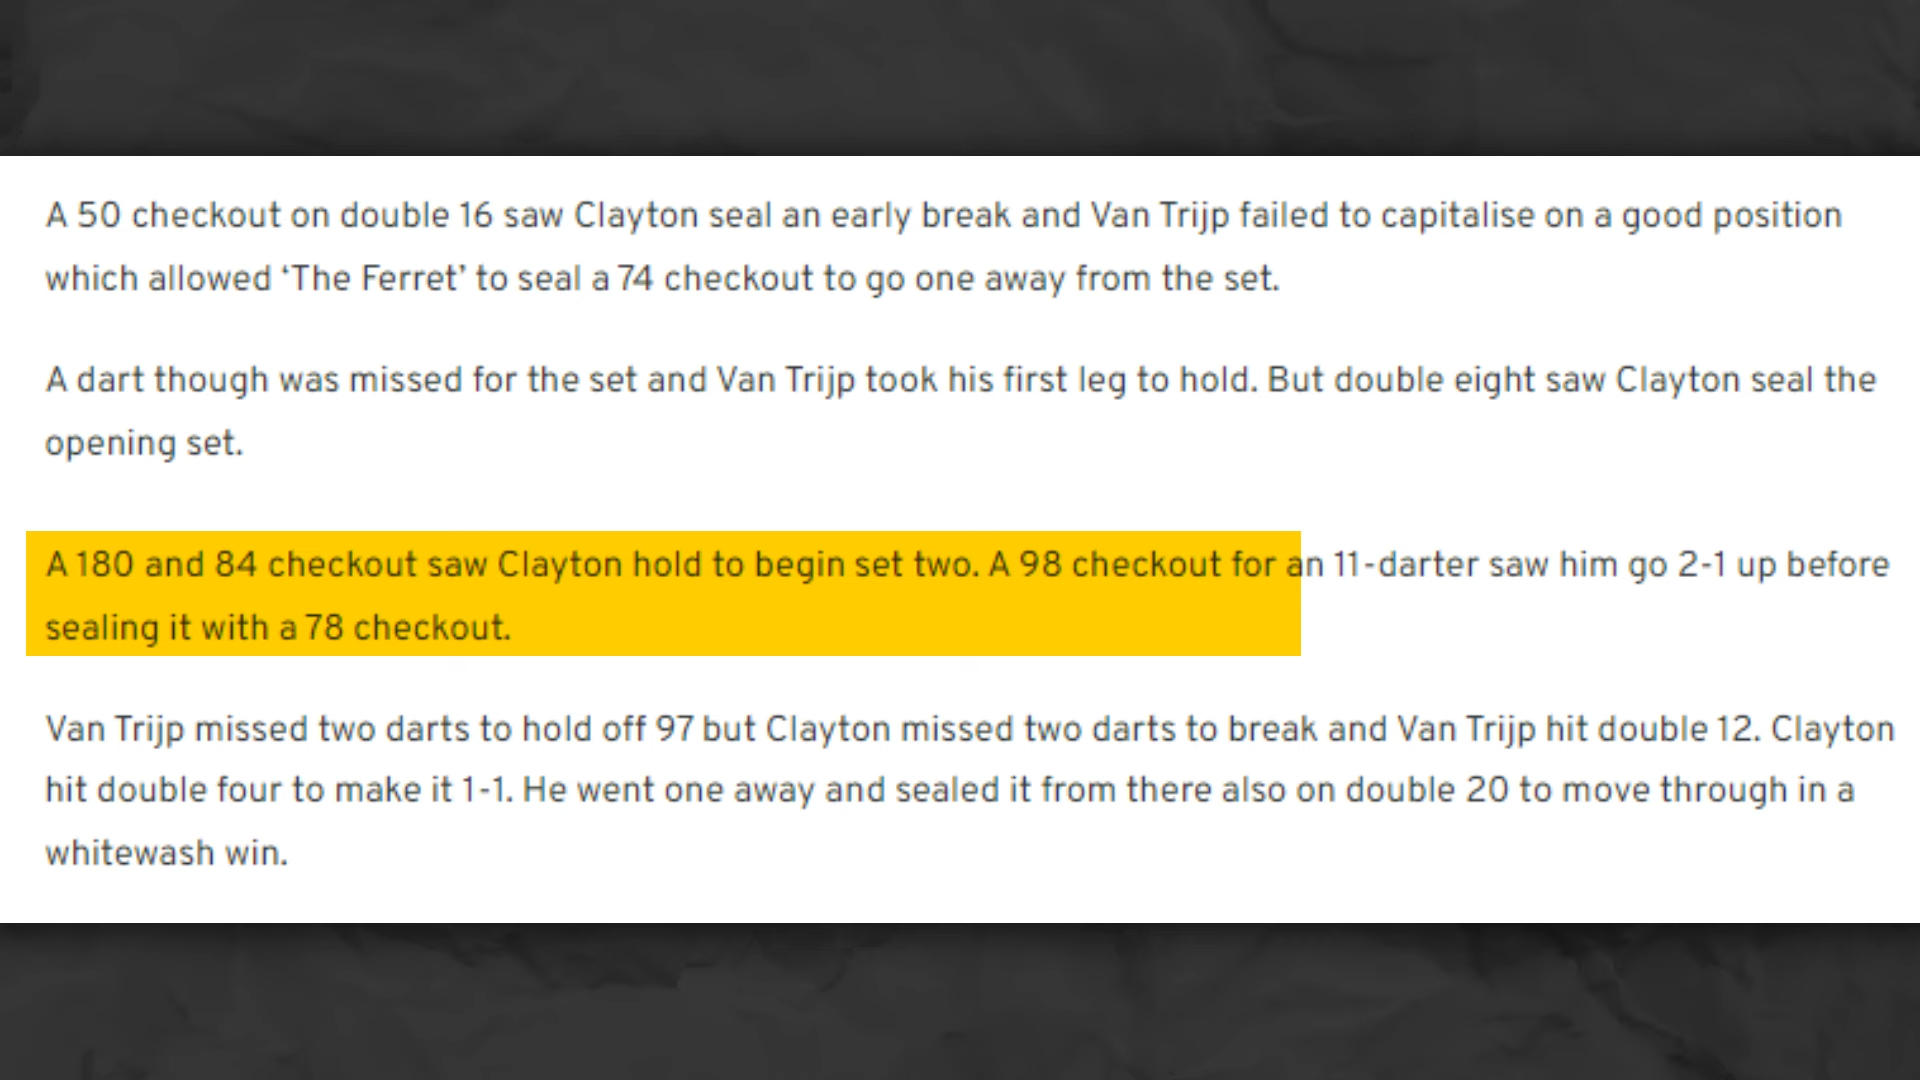 A 50 checkout on double 16 saw Clayton seal an early break and Van Trijp failed to capitalise on a good position
which allowed ‘The Ferret’ to seal a 74 checkout to go one away from the set.
A dart though was missed for the set and Van Trijp took his first leg to hold. But double eight saw Clayton seal the
opening set.
A 180 and 84 checkout saw Clayton hold to begin set two. A 98 checkout for an 11-darter saw him go 2-1 up before
sealing it with a 78 checkout.
Van Trijp missed two darts to hold off 97 but Clayton missed two darts to break and Van Trijp hit double 12. Clayton
hit double four to make it 1-1. He went one away and sealed it from there also on double 20 to move through in a
whitewash win.